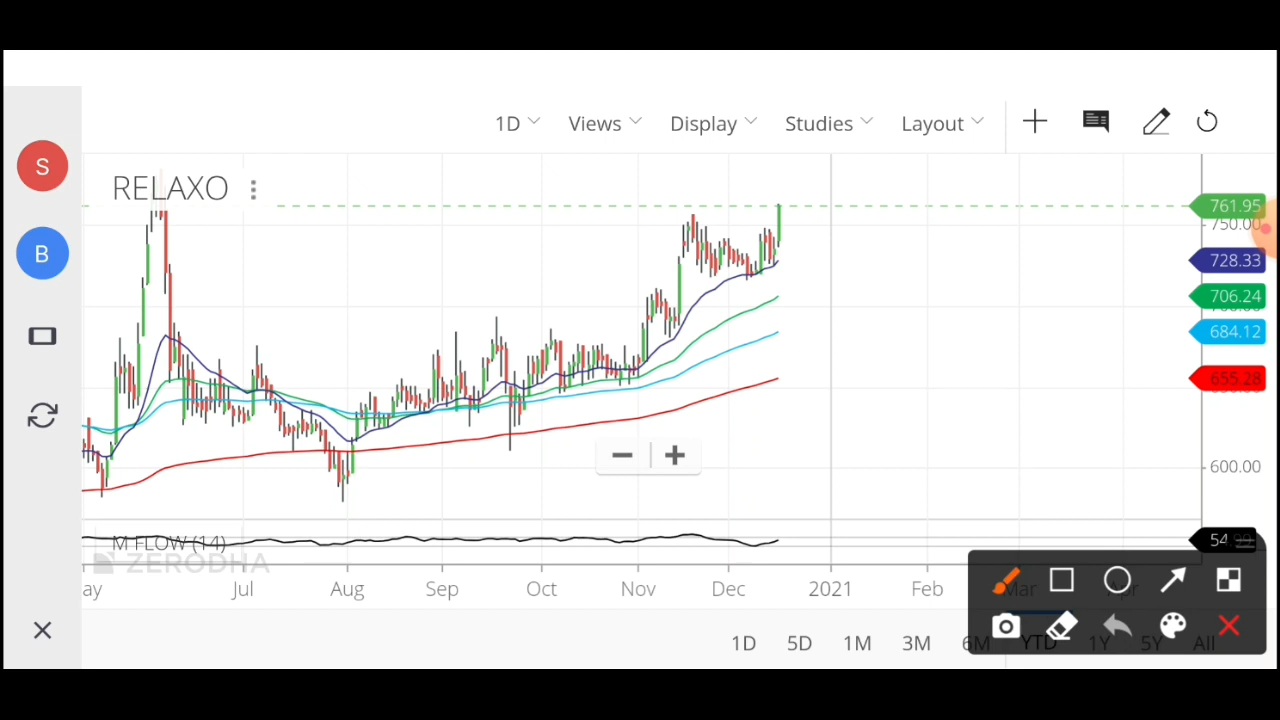 1D Views Display Studies Layout
S
RELAXO
761.95
750.00
B
728.33
706.24
684.12
655.28
600.00
M FLOW (14)
54
ZERODHA
ay Jul Aug Sep Oct Nov Dec 2021 Feb Mar Apr
1D 5D 1M 3M 6M YTD 1Y 5Y All